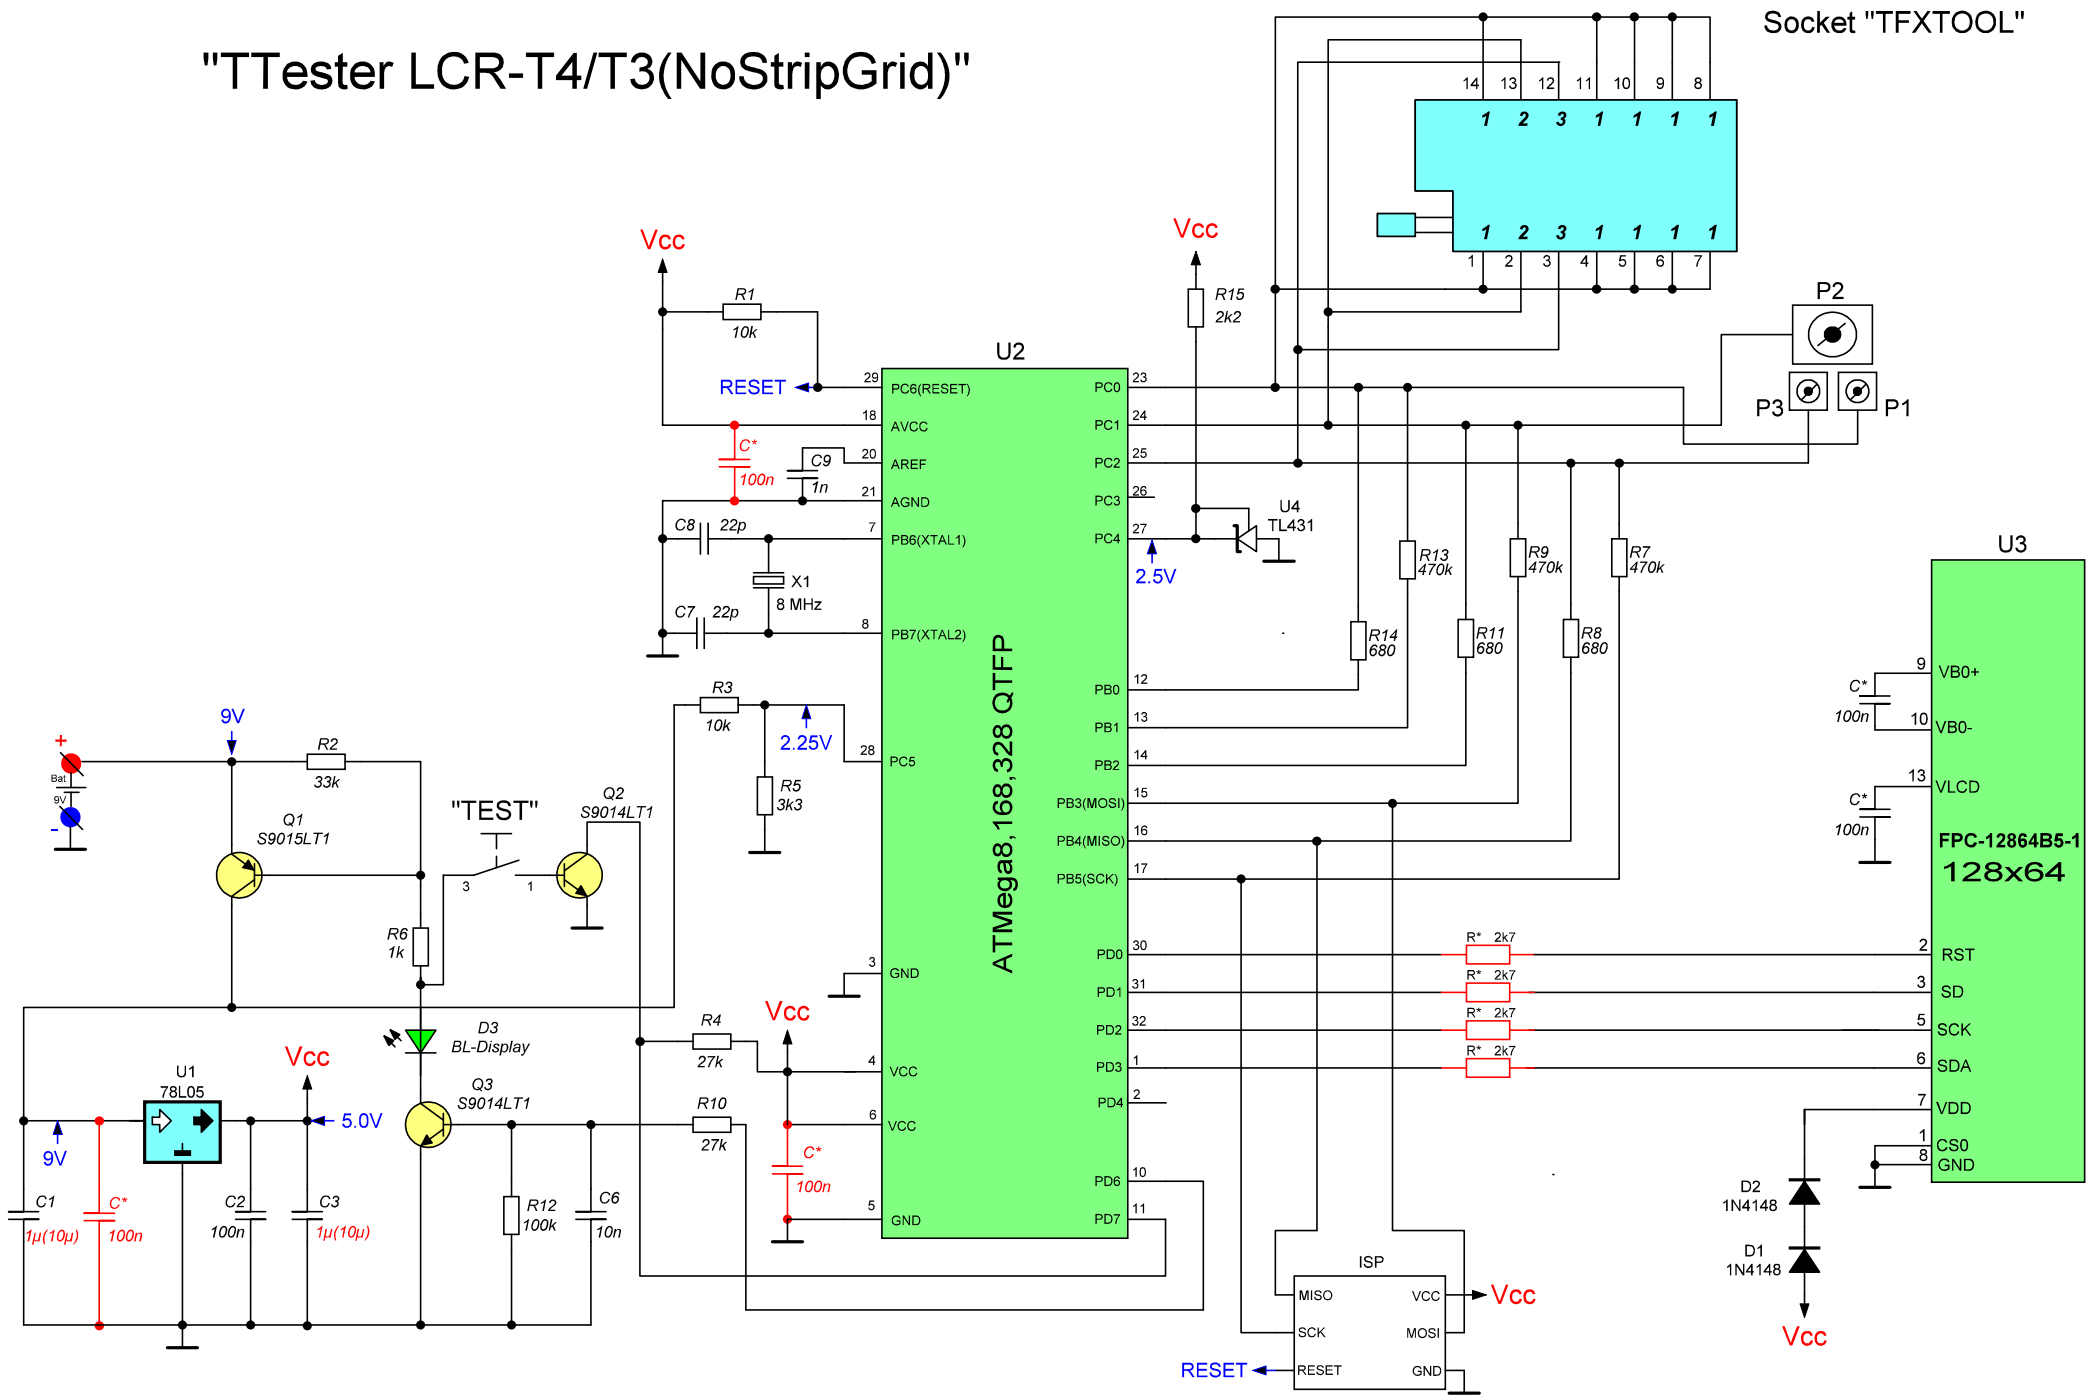 Socket "TFXTOOL"
"TTester LCR-T4/T3(NoStripGrid)"
14 13 12 11 10 9 8
1 2 3 1 1 1 1
1 2 3 1 1 1 1
1 2 3 4 5 6 7
Vcc
R1
10k
RESET
Vcc
R15
2k2
P2
P3
P1
U2
ATMega8,168,328 QTFP
29 PC6(RESET)
18 AVCC
20 AREF
21 AGND
7 PB6(XTAL1)
8 PB7(XTAL2)
28 PC5
3 GND
4 VCC
6 VCC
5 GND
PC0 23
PC1 24
PC2 25
PC3 26
PC4 27
PB0 12
PB1 13
PB2 14
PB3(MOSI) 15
PB4(MISO) 16
PB5(SCK) 17
PD0 30
PD1 31
PD2 32
PD3 1
PD4 2
PD6 10
PD7 11
C*
100n
C9
1n
C8 22p
X1
8 MHz
C7 22p
U4
TL431
2.5V
R13
470k
R9
470k
R7
470k
R14
680
R11
680
R8
680
R3
10k
2.25V
R5
3k3
9V
+
Bat
9V
-
R2
33k
Q1
S9015LT1
"TEST"
3 1
Q2
S9014LT1
R6
1k
D3
BL-Display
Q3
S9014LT1
R4
27k
Vcc
R10
27k
C*
100n
Vcc
U1
78L05
5.0V
9V
C1
1µ(10µ)
C*
100n
C2
100n
C3
1µ(10µ)
R12
100k
C6
10n
R* 2k7
R* 2k7
R* 2k7
R* 2k7
U3
9 VB0+
10 VB0-
13 VLCD
FPC-12864B5-1
128x64
2 RST
3 SD
5 SCK
6 SDA
7 VDD
1 CS0
8 GND
C*
100n
C*
100n
D2
1N4148
D1
1N4148
Vcc
ISP
MISO VCC
Vcc
SCK MOSI
RESET
RESET GND